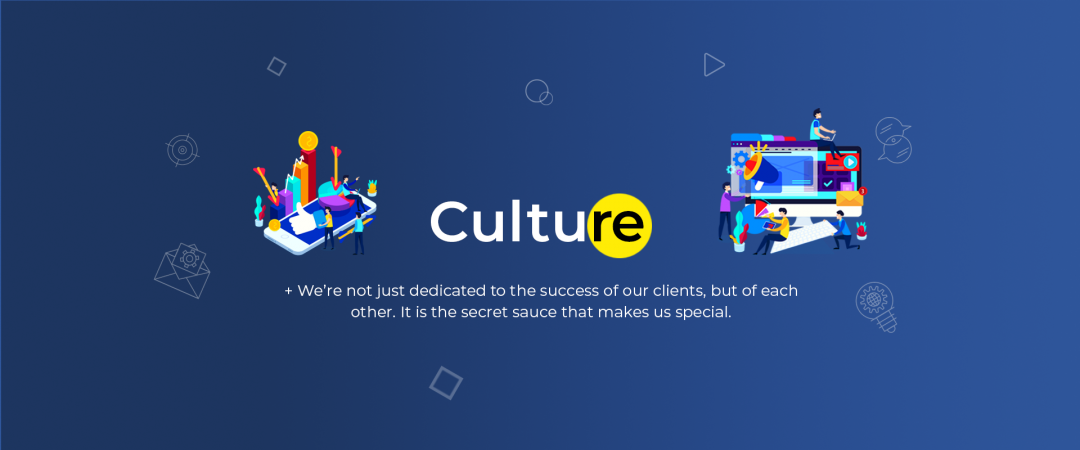 Culture
+ We’re not just dedicated to the success of our clients, but of each
other. It is the secret sauce that makes us special.